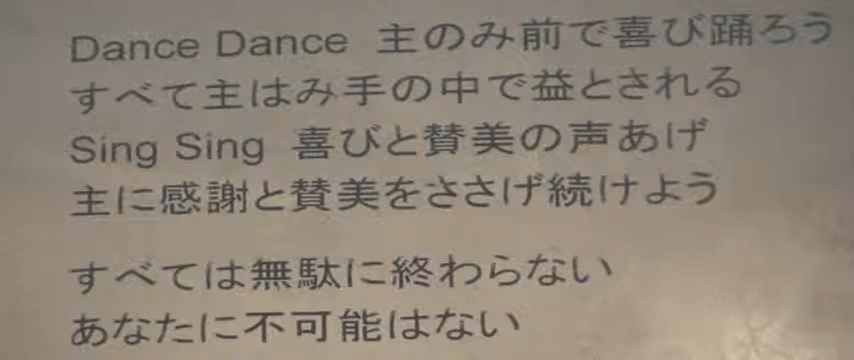 Dance Dance 主のみ前で喜び踊ろう
すべて主はみ手の中で益とされる
Sing Sing 喜びと賛美の声あげ
主に感謝と賛美をささげ続けよう
すべては無駄に終わらない
あなたに不可能はない